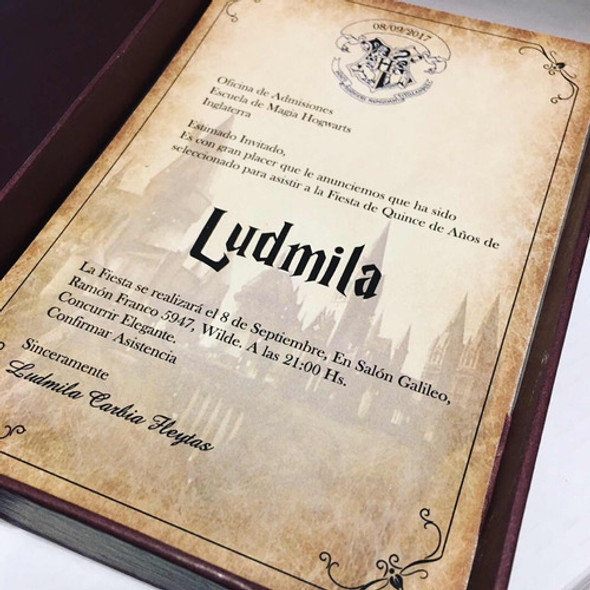 08/09/2017
H
Oficina de Admisiones
Escuela de Magia Hogwarts
Inglaterra
Estimado Invitado,
Es con gran placer que le anunciemos que ha sido
seleccionado para asistir a la Fiesta de Quince de Años de
Ludmila
La Fiesta se realizará el 8 de Septiembre, En Salón Galileo,
Ramón Franco 5947, Wilde. A las 21:00 Hs.
Concurrir Elegante.
Confirmar Asistencia
Sinceramente
Ludmila Carbia Heytas